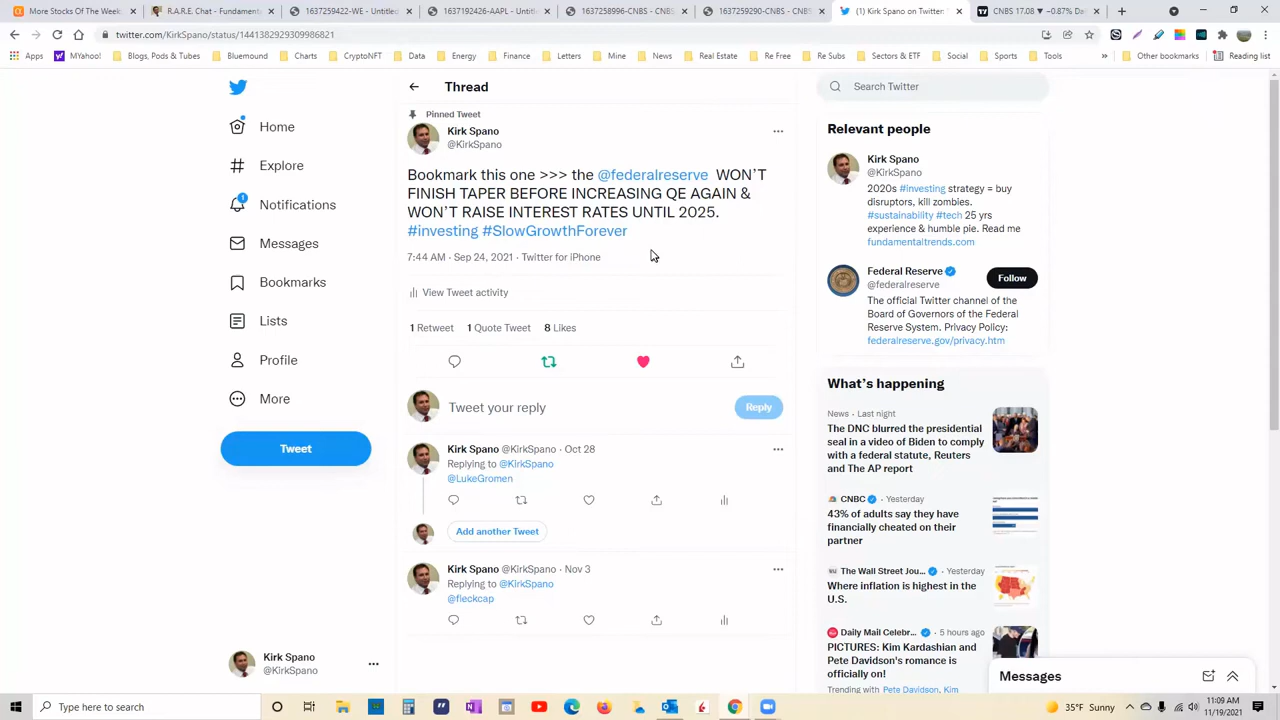 More Stocks Of The Weekend
R.A.R.E. Chat - Fundament
1637259422-WE - Untitled
1637192426-AAPL - Untitled
1637258996-CNBS - CNBS
1637259290-CNBS - CNBS
(1) Kirk Spano on Twitter
CNBS 17.08 ▼ −0.87%
twitter.com/KirkSpano/status/1441382929309986821
Apps
MYahoo!
Blogs, Pods & Tubes
Bluemound
Charts
CryptoNFT
Data
Energy
Finance
Letters
Mine
News
Real Estate
Re Free
Re Subs
Sectors & ETF
Social
Sports
Tools
»
Other bookmarks
Reading list
Home
Explore
1
Notifications
Messages
Bookmarks
Lists
Profile
More
Tweet
Kirk Spano
@KirkSpano
Thread
Pinned Tweet
Kirk Spano
@KirkSpano
Bookmark this one >>> the @federalreserve WON’T
FINISH TAPER BEFORE INCREASING QE AGAIN &
WON’T RAISE INTEREST RATES UNTIL 2025.
#investing #SlowGrowthForever
7:44 AM · Sep 24, 2021 · Twitter for iPhone
View Tweet activity
1 Retweet 1 Quote Tweet 8 Likes
Tweet your reply
Reply
Kirk Spano @KirkSpano · Oct 28
Replying to @KirkSpano
@LukeGromen
Add another Tweet
Kirk Spano @KirkSpano · Nov 3
Replying to @KirkSpano
@fleckcap
Search Twitter
Relevant people
Kirk Spano
@KirkSpano
2020s #investing strategy = buy
disruptors, kill zombies.
#sustainability #tech 25 yrs
experience & humble pie. Read me
fundamentaltrends.com
Federal Reserve
@federalreserve
Follow
The official Twitter channel of the
Board of Governors of the Federal
Reserve System. Privacy Policy:
federalreserve.gov/privacy.htm
What’s happening
News · Last night
The DNC blurred the presidential
seal in a video of Biden to comply
with a federal statute, Reuters
and The AP report
CNBC · Yesterday
43% of adults say they have
financially cheated on their
partner
The Wall Street Jou... · Yesterday
Where inflation is highest in the
U.S.
Daily Mail Celebr... · 5 hours ago
PICTURES: Kim Kardashian and
Pete Davidson's romance is
officially on!
Trending with Pete Davidson, Kim
Messages
Type here to search
35°F Sunny
11:09 AM
11/19/2021